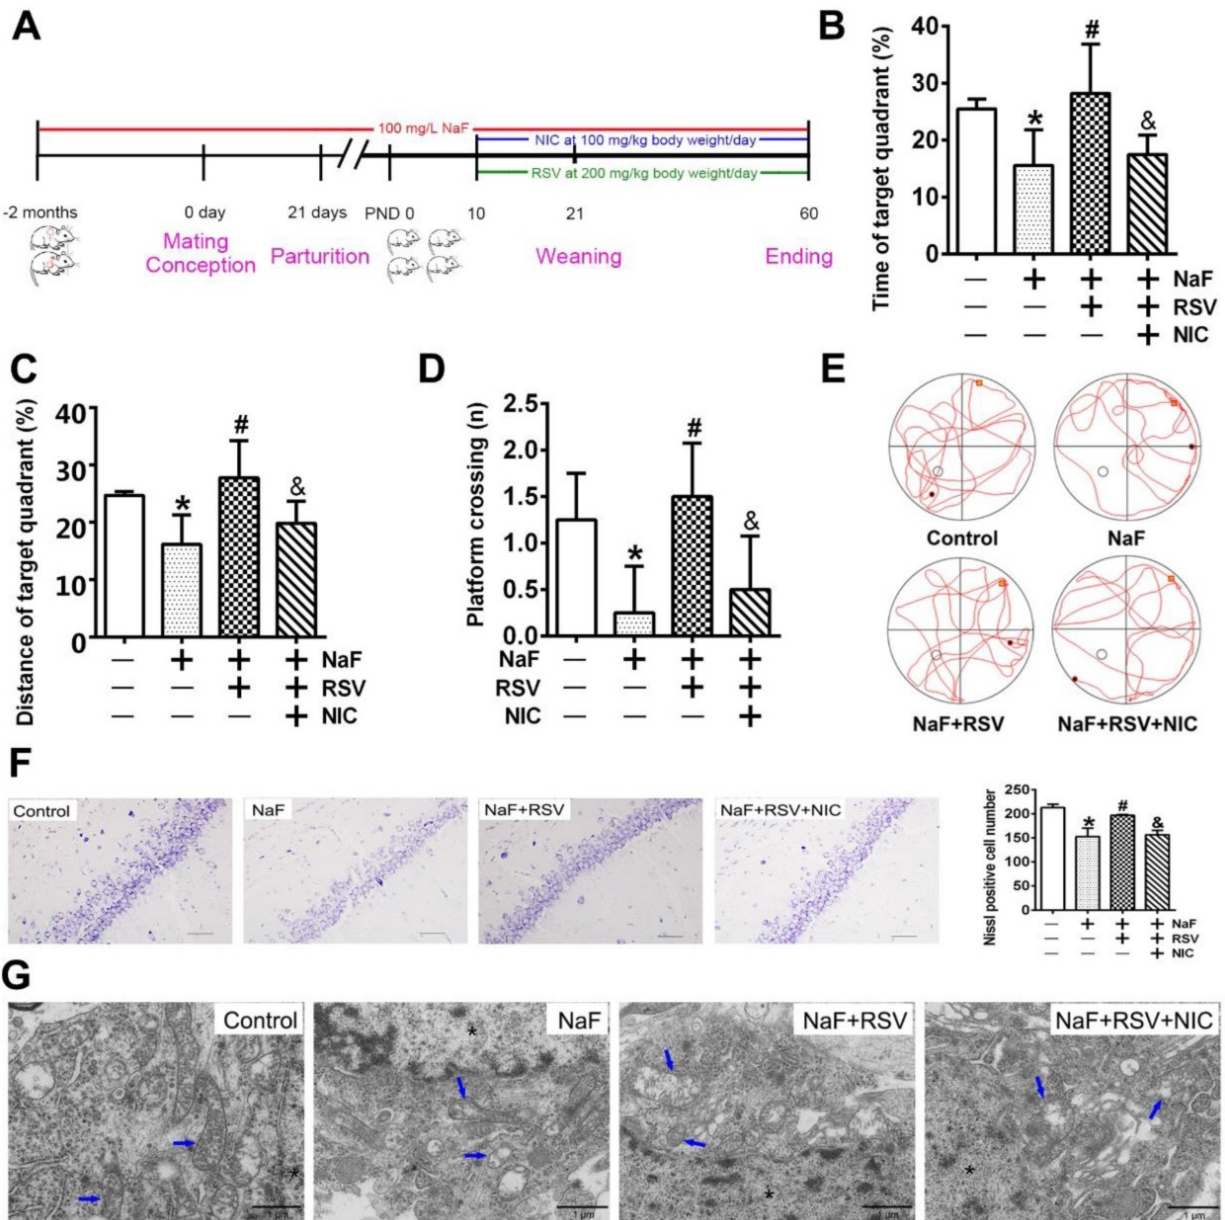 A
100 mg/L NaF
NIC at 100 mg/kg body weight/day
RSV at 200 mg/kg body weight/day
-2 months
0 day
21 days
PND 0
10
21
60
Mating
Conception
Parturition
Weaning
Ending
B
Time of target quadrant (%)
40
30
20
10
0
*
#
&
— + + + NaF
— — + + RSV
— — — + NIC
C
Distance of target quadrant (%)
40
30
20
10
0
*
#
&
— + + + NaF
— — + + RSV
— — — + NIC
D
Platform crossing (n)
2.5
2.0
1.5
1.0
0.5
0.0
*
#
&
NaF — + + +
RSV — — + +
NIC — — — +
E
Control
NaF
NaF+RSV
NaF+RSV+NIC
F
Control
NaF
NaF+RSV
NaF+RSV+NIC
Nissl positive cell number
250
200
150
100
50
0
*
#
&
— + + + NaF
— — + + RSV
— — — + NIC
G
Control
*
1 μm
NaF
*
1 μm
NaF+RSV
*
1 μm
NaF+RSV+NIC
*
1 μm